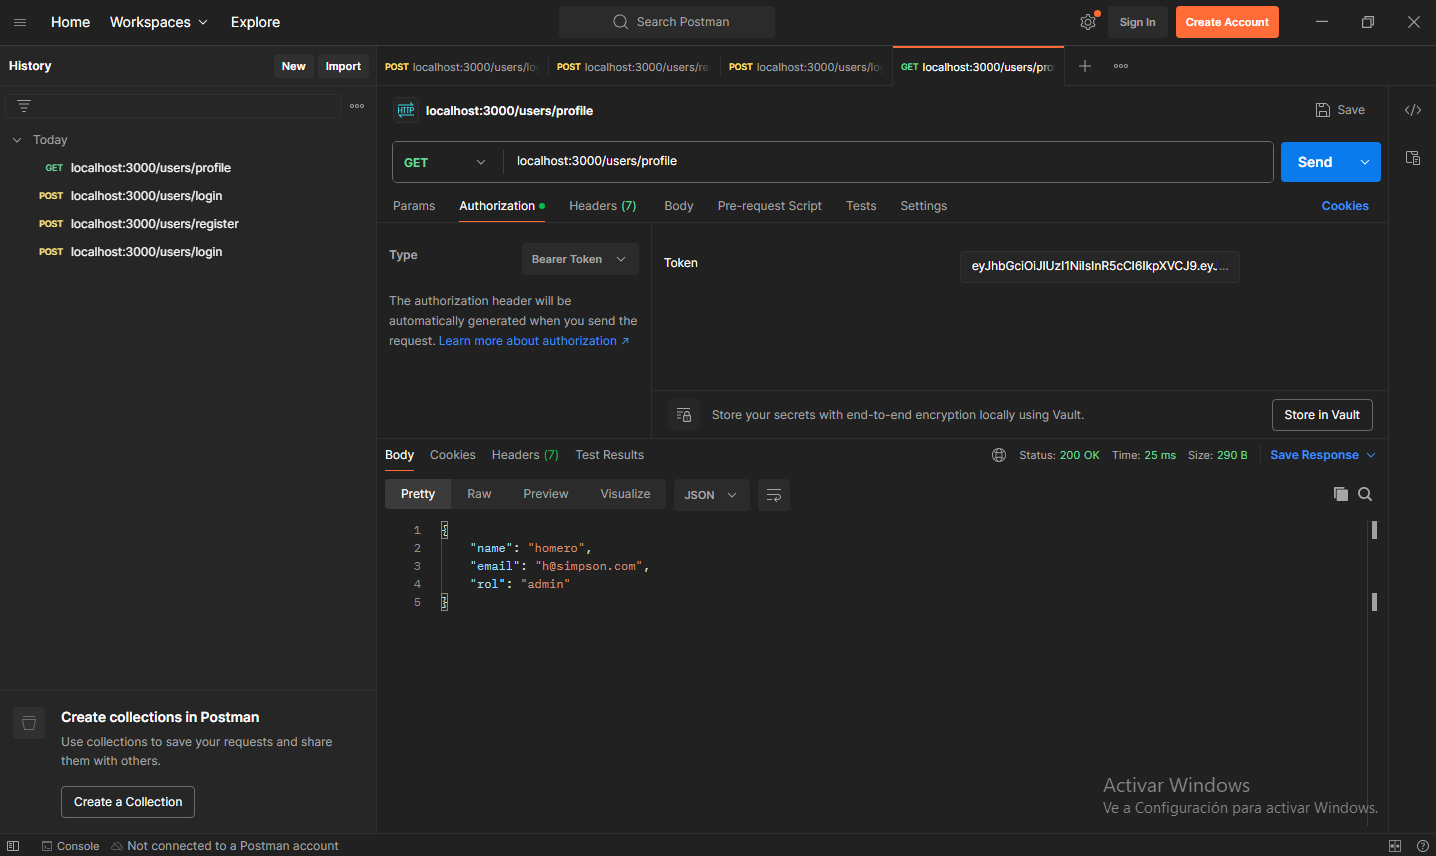 Home Workspaces Explore Search Postman Sign In Create Account
History New Import
POST localhost:3000/users/lo
POST localhost:3000/users/re
POST localhost:3000/users/lo
GET localhost:3000/users/pro
Today
GET localhost:3000/users/profile
POST localhost:3000/users/login
POST localhost:3000/users/register
POST localhost:3000/users/login
HTTP localhost:3000/users/profile Save
GET localhost:3000/users/profile Send
Params Authorization Headers (7) Body Pre-request Script Tests Settings Cookies
Type Bearer Token
The authorization header will be
automatically generated when you send the
request. Learn more about authorization ↗
Token eyJhbGciOiJIUzI1NiIsInR5cCI6IkpXVCJ9.eyJ...
Store your secrets with end-to-end encryption locally using Vault. Store in Vault
Body Cookies Headers (7) Test Results Status: 200 OK Time: 25 ms Size: 290 B Save Response
Pretty Raw Preview Visualize JSON
1 {
2 "name": "homero",
3 "email": "h@simpson.com",
4 "rol": "admin"
5 }
Create collections in Postman
Use collections to save your requests and share
them with others.
Create a Collection
Activar Windows
Ve a Configuración para activar Windows.
Console Not connected to a Postman account